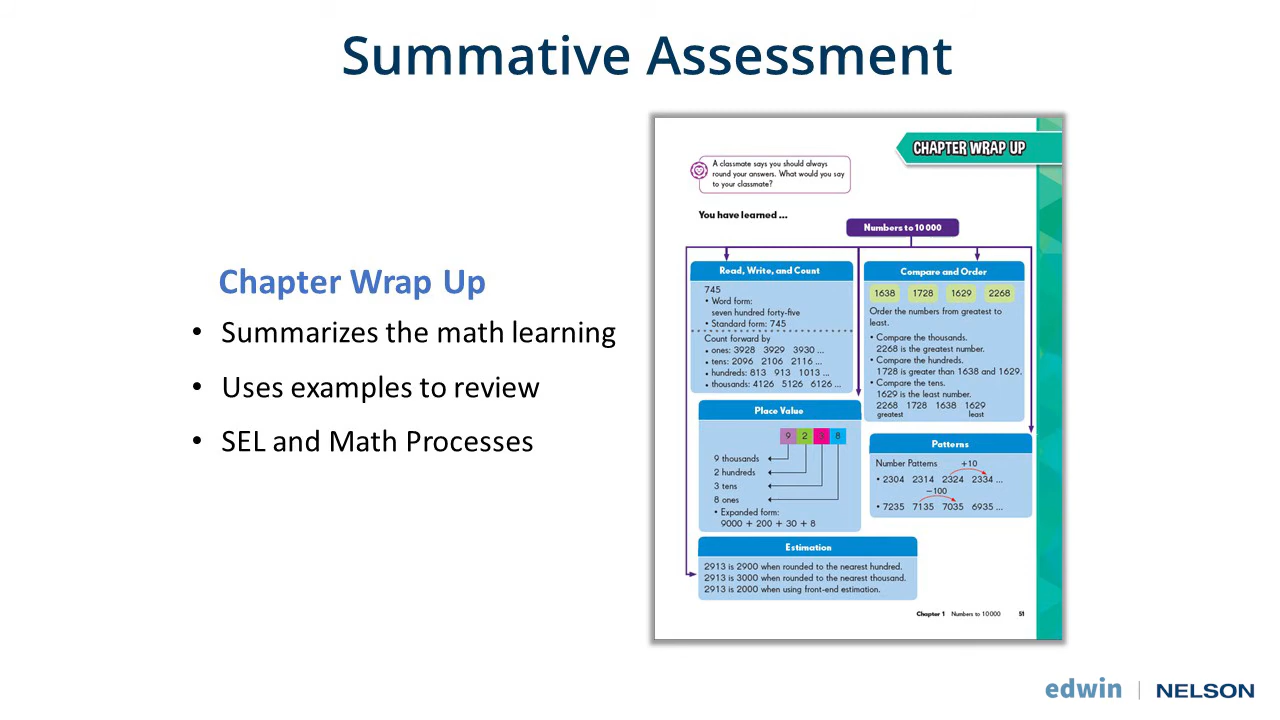 Summative Assessment
Chapter Wrap Up
• Summarizes the math learning
• Uses examples to review
• SEL and Math Processes
CHAPTER WRAP UP
A classmate says you should always
round your answers. What would you say
to your classmate?
You have learned ...
Numbers to 10 000
Read, Write, and Count
745
• Word form:
seven hundred forty-five
• Standard form: 745
Count forward by
• ones: 3928 3929 3930 ...
• tens: 2096 2106 2116 ...
• hundreds: 813 913 1013 ...
• thousands: 4126 5126 6126 ...
Compare and Order
1638 1728 1629 2268
Order the numbers from greatest to
least.
• Compare the thousands.
2268 is the greatest number.
• Compare the hundreds.
1728 is greater than 1638 and 1629.
• Compare the tens.
1629 is the least number.
2268 1728 1638 1629
greatest least
Place Value
9 2 3 8
9 thousands
2 hundreds
3 tens
8 ones
• Expanded form:
9000 + 200 + 30 + 8
Patterns
Number Patterns +10
• 2304 2314 2324 2334 ...
−100
• 7235 7135 7035 6935 ...
Estimation
2913 is 2900 when rounded to the nearest hundred.
2913 is 3000 when rounded to the nearest thousand.
2913 is 2000 when using front-end estimation.
Chapter 1 Numbers to 10 000 51
edwin | NELSON